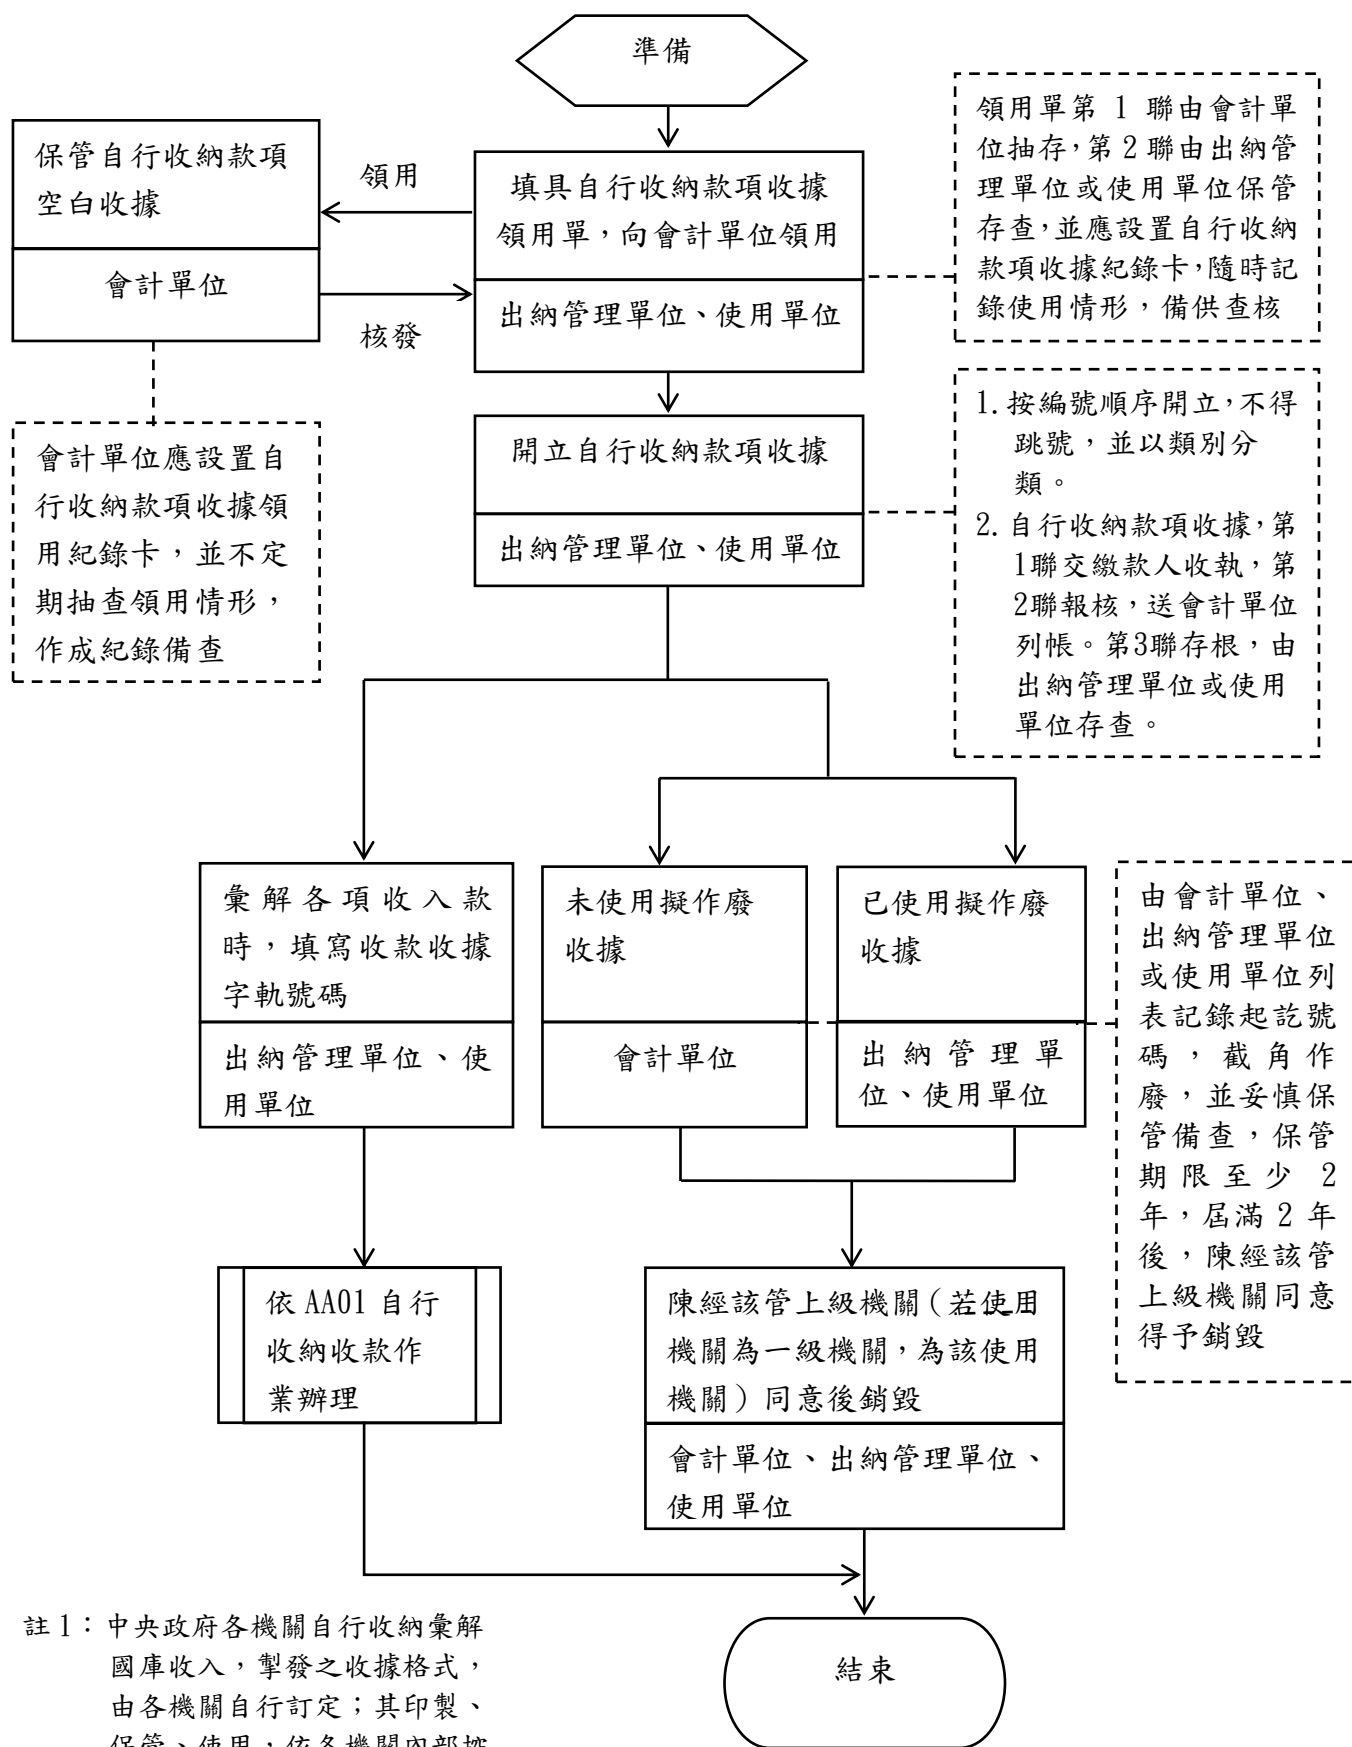 準備
領用單第 1 聯由會計單
位抽存，第 2 聯由出納管
理單位或使用單位保管
存查，並應設置自行收納
款項收據紀錄卡，隨時記
錄使用情形，備供查核
保管自行收納款項
空白收據
會計單位
領用
核發
填具自行收納款項收據
領用單，向會計單位領用
出納管理單位、使用單位
會計單位應設置自
行收納款項收據領
用紀錄卡，並不定
期抽查領用情形，
作成紀錄備查
開立自行收納款項收據
出納管理單位、使用單位
1. 按編號順序開立，不得
跳號，並以類別分
類。
2. 自行收納款項收據，第
1聯交繳款人收執，第
2聯報核，送會計單位
列帳。第3聯存根，由
出納管理單位或使用
單位存查。
彙解各項收入款
時，填寫收款收據
字軌號碼
出納管理單位、使
用單位
未使用擬作廢
收據
會計單位
已使用擬作廢
收據
出納管理單
位、使用單位
由會計單位、
出納管理單位
或使用單位列
表記錄起訖號
碼，截角作
廢，並妥慎保
管備查，保管
期限至少 2
年，屆滿 2 年
後，陳經該管
上級機關同意
得予銷毀
依 AA01 自行
收納收款作
業辦理
陳經該管上級機關（若使用
機關為一級機關，為該使用
機關）同意後銷毀
會計單位、出納管理單位、
使用單位
結束
註 1：中央政府各機關自行收納彙解
國庫收入，掣發之收據格式，
由各機關自行訂定；其印製、
保管、使用，依各機關內部控